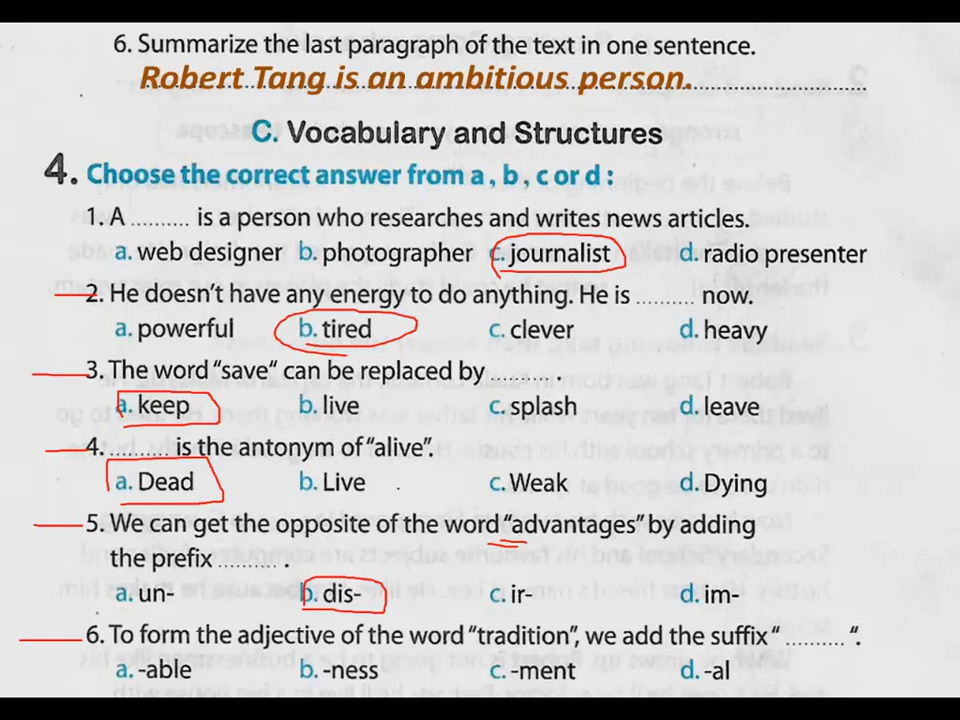 6. Summarize the last paragraph of the text in one sentence.
Robert Tang is an ambitious person.
C. Vocabulary and Structures
4. Choose the correct answer from a , b , c or d :
1. A ......... is a person who researches and writes news articles.
a. web designer b. photographer c. journalist d. radio presenter
2. He doesn't have any energy to do anything. He is ......... now.
a. powerful b. tired c. clever d. heavy
3. The word "save" can be replaced by ......... .
a. keep b. live c. splash d. leave
4. ......... is the antonym of "alive".
a. Dead b. Live c. Weak d. Dying
5. We can get the opposite of the word "advantages" by adding
the prefix ......... .
a. un- b. dis- c. ir- d. im-
6. To form the adjective of the word "tradition", we add the suffix " ......... ".
a. -able b. -ness c. -ment d. -al